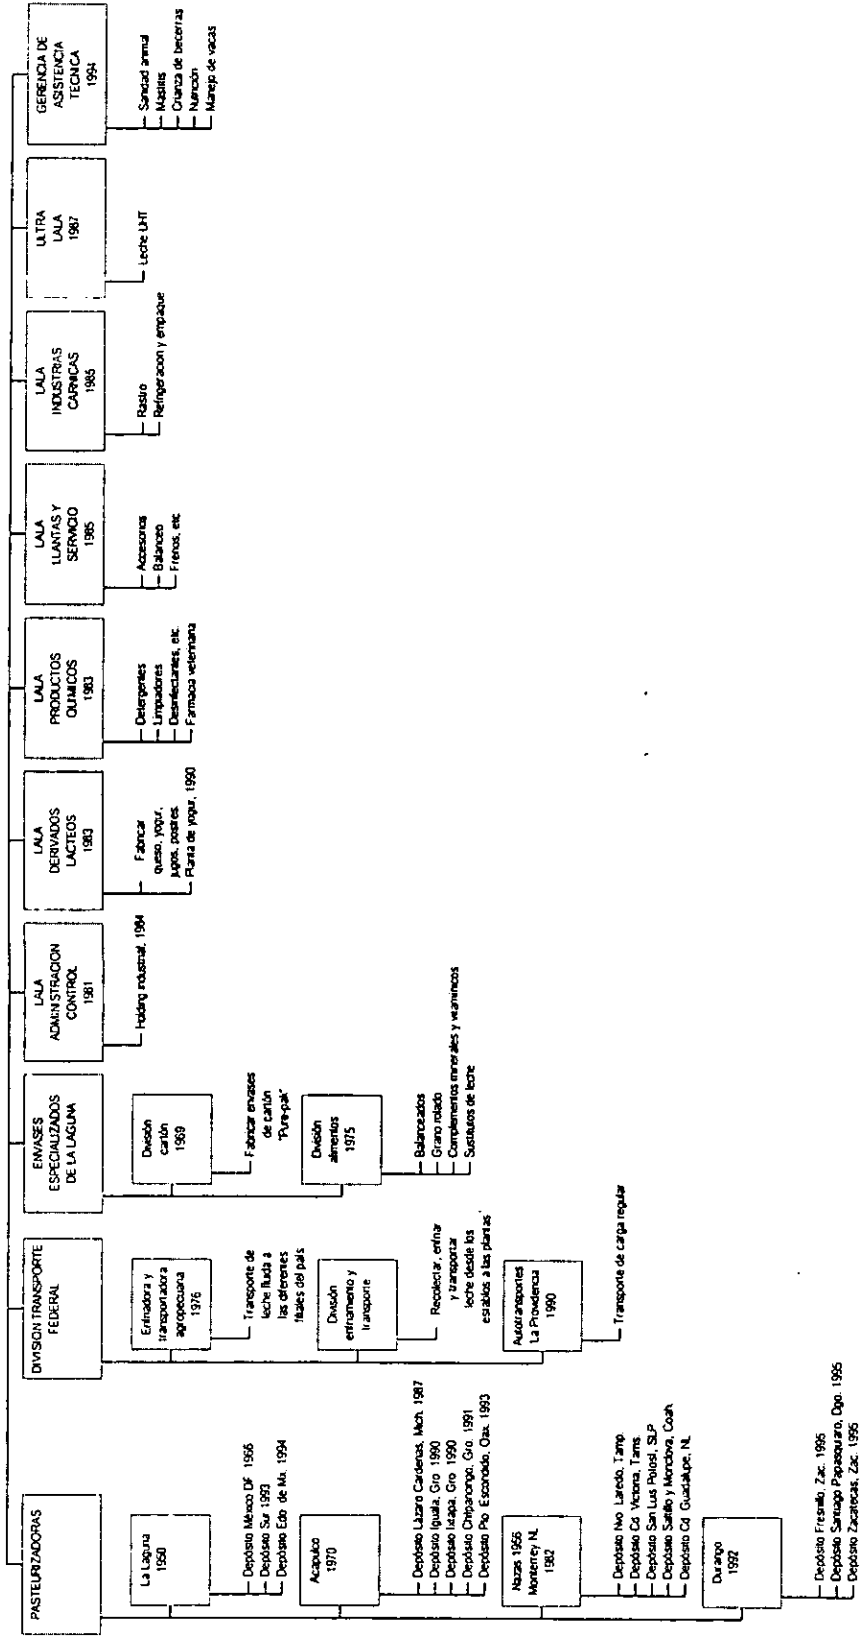 PASTEURIZADORAS
La Laguna
1950
Depósito México DF 1966
Depósito Sur 1993
Depósito Edo de Mx. 1994
Acapulco
1970
Depósito Lázaro Cardenas, Mich. 1987
Depósito Iguala, Gro 1990
Depósito Ixtapa, Gro 1990
Depósito Chilpancingo, Gro. 1991
Depósito Pto Escondido, Oax. 1993
Nazas 1956
Monterrey NL
1982
Depósito Nvo Laredo, Tamp.
Depósito Cd Victoria, Tams.
Depósito San Luis Potosí, SLP
Depósito Saltillo y Monclova, Coah.
Depósito Cd Guadalupe, NL
Durango
1992
Depósito Fresnillo, Zac. 1995
Depósito Santiago Papasquiaro, Dgo. 1995
Depósito Zacatecas, Zac. 1995
DIVISION TRANSPORTE
FEDERAL
Enfriadora y
transportadora
agropecuaria
1976
Transporte de
leche fluida a
las diferentes
filiales del país
División
enfriamiento y
transporte
Recolectar, enfriar
y transportar
leche desde los
establos a las plantas
Autotransportes
La Providencia
1990
Transporte de carga regular
ENVASES
ESPECIALIZADOS
DE LA LAGUNA
División
cartón
1969
Fabricar envases
de cartón
"Pure-pak"
División
alimentos
1975
Balanceados
Grano rolado
Complementos minerales y vitamínicos
Sustitutos de leche
LALA
ADMINISTRACION
CONTROL
1981
Holding industrial, 1984
LALA
DERIVADOS
LACTEOS
1983
Fabricar
queso, yogur,
jugos, postres
Planta de yogur, 1990
LALA
PRODUCTOS
QUIMICOS
1983
Detergentes
Limpiadores
Desinfectantes, etc.
Farmacia veterinaria
LALA
LLANTAS Y
SERVICIO
1985
Accesorios
Balanceo
Frenos, etc
LALA
INDUSTRIAS
CARNICAS
1985
Rastro
Refrigeracion y empaque
ULTRA
LALA
1987
Leche UHT
GERENCIA DE
ASISTENCIA
TECNICA
1994
Sanidad animal
Mastitis
Crianza de becerras
Nutrición
Manejo de vacas